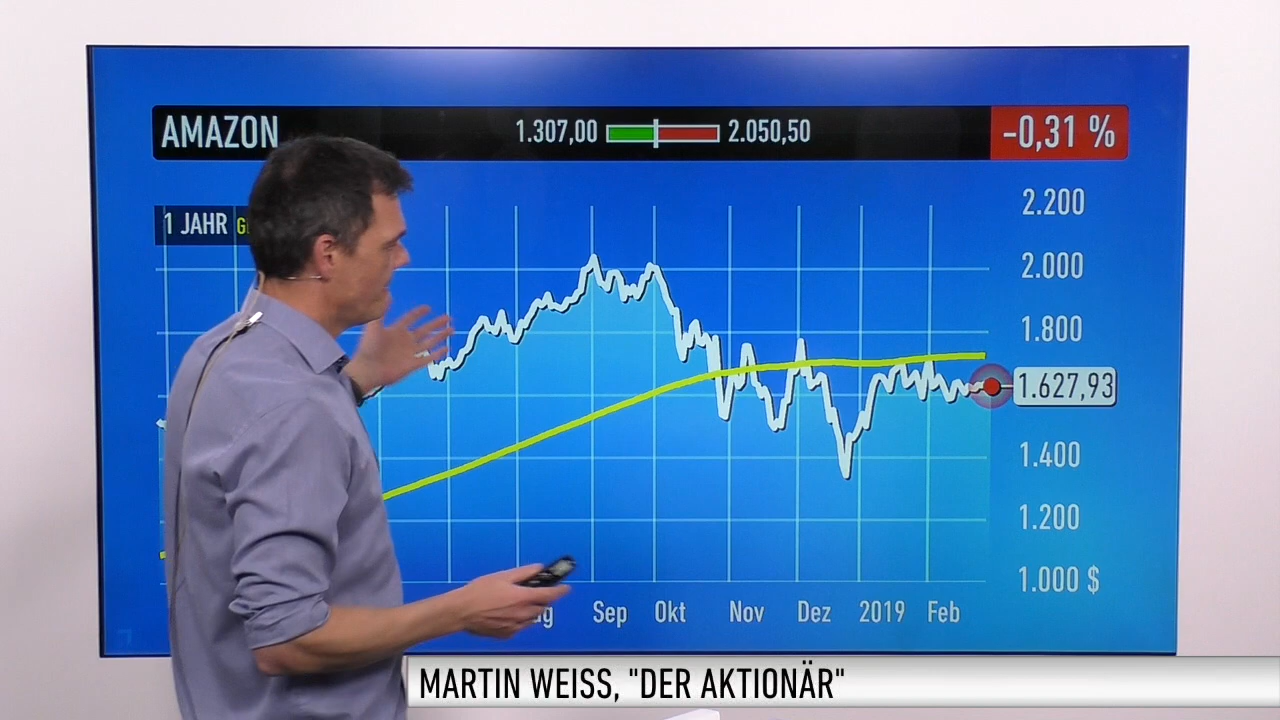 AMAZON 1.307,00 2.050,50 -0,31 %
1 JAHR
2.200
2.000
1.800
1.627,93
1.400
1.200
1.000 $
Sep Okt Nov Dez 2019 Feb
MARTIN WEISS, "DER AKTIONÄR"